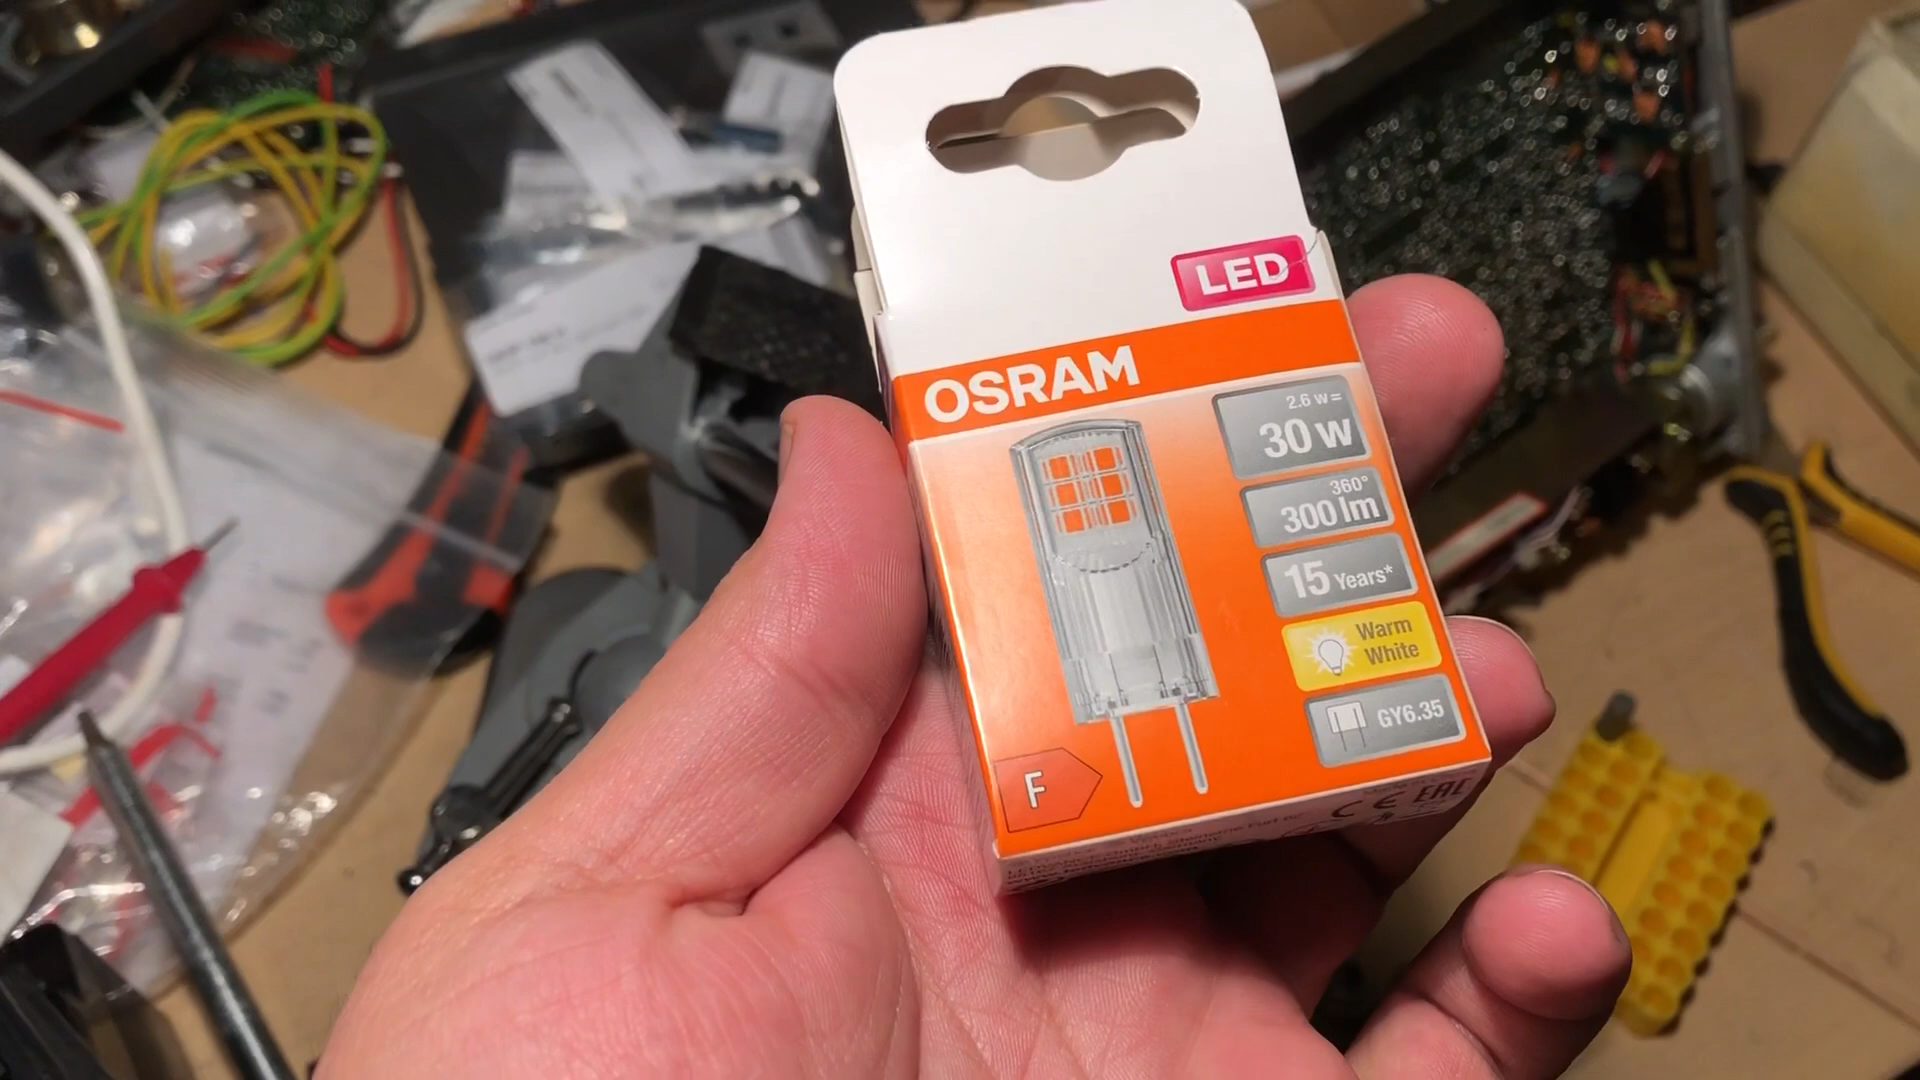 LED
OSRAM
2.6 W=
30 W
360°
300 lm
15 Years*
Warm
White
GY6.35
F
CE EAC